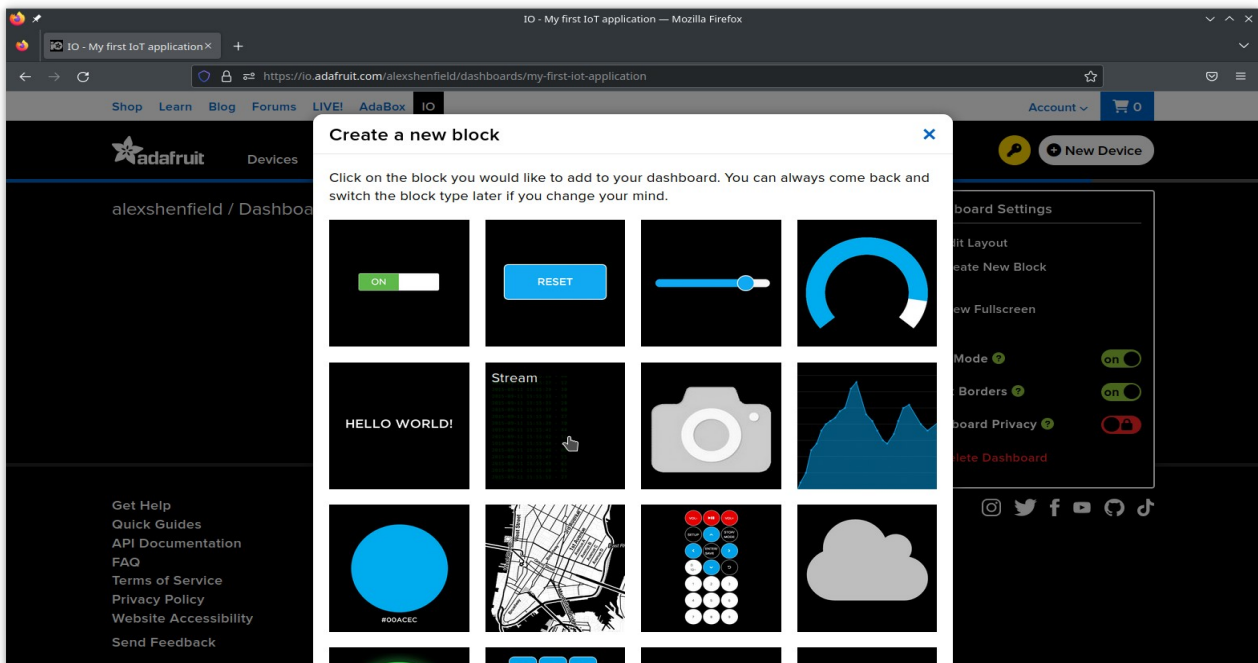 IO - My first IoT application — Mozilla Firefox
IO - My first IoT application
https://io.adafruit.com/alexshenfield/dashboards/my-first-iot-application
Shop Learn Blog Forums LIVE! AdaBox IO Account 0
Create a new block
adafruit Devices New Device
Click on the block you would like to add to your dashboard. You can always come back and
switch the block type later if you change your mind.
alexshenfield / Dashboa
board Settings
dit Layout
eate New Block
ON
RESET
ew Fullscreen
Mode ? on
Stream
Borders ? on
HELLO WORLD!
board Privacy ?
lete Dashboard
Get Help
Quick Guides
API Documentation
FAQ
Terms of Service
Privacy Policy
Website Accessibility
#00ACEC
Send Feedback